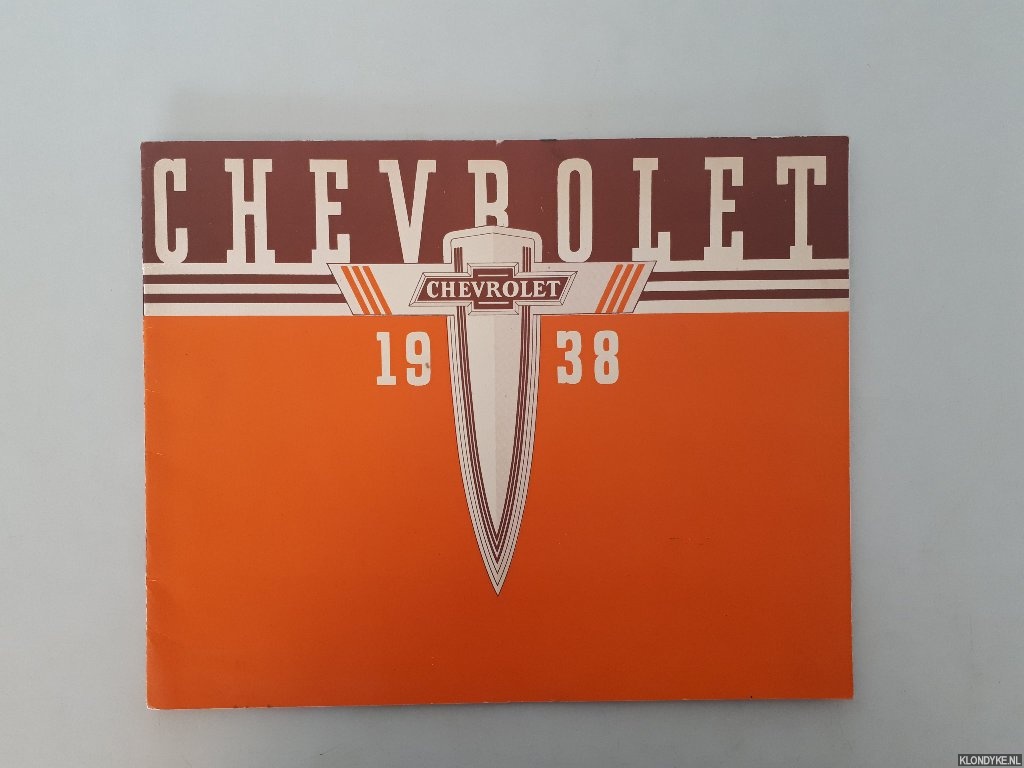 CHEVROLET
CHEVROLET
19 38
KLONDYKE.NL